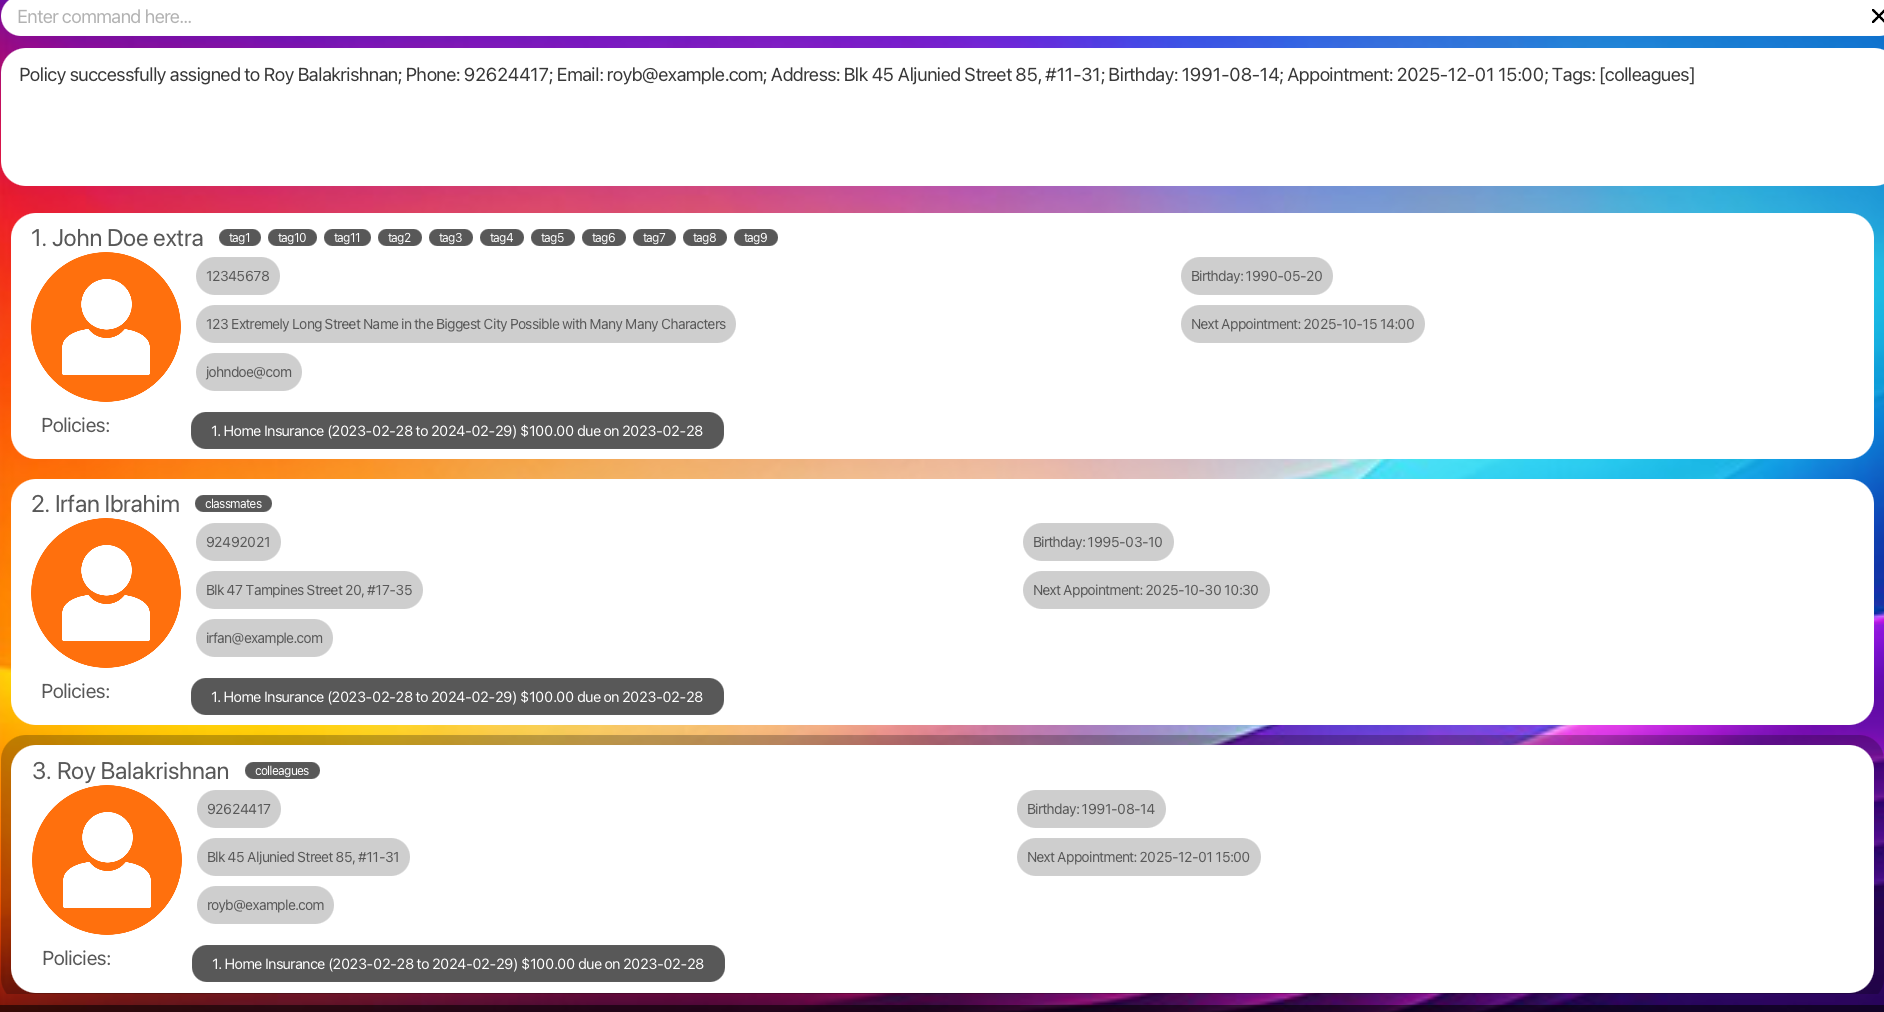 Enter command here...
Policy successfully assigned to Roy Balakrishnan; Phone: 92624417; Email: royb@example.com; Address: Blk 45 Aljunied Street 85, #11-31; Birthday: 1991-08-14; Appointment: 2025-12-01 15:00; Tags: [colleagues]
1. John Doe extra tag1 tag10 tag11 tag2 tag3 tag4 tag5 tag6 tag7 tag8 tag9
12345678 Birthday: 1990-05-20
123 Extremely Long Street Name in the Biggest City Possible with Many Many Characters Next Appointment: 2025-10-15 14:00
johndoe@com
Policies: 1. Home Insurance (2023-02-28 to 2024-02-29) $100.00 due on 2023-02-28
2. Irfan Ibrahim classmates
92492021 Birthday: 1995-03-10
Blk 47 Tampines Street 20, #17-35 Next Appointment: 2025-10-30 10:30
irfan@example.com
Policies: 1. Home Insurance (2023-02-28 to 2024-02-29) $100.00 due on 2023-02-28
3. Roy Balakrishnan colleagues
92624417 Birthday: 1991-08-14
Blk 45 Aljunied Street 85, #11-31 Next Appointment: 2025-12-01 15:00
royb@example.com
Policies: 1. Home Insurance (2023-02-28 to 2024-02-29) $100.00 due on 2023-02-28